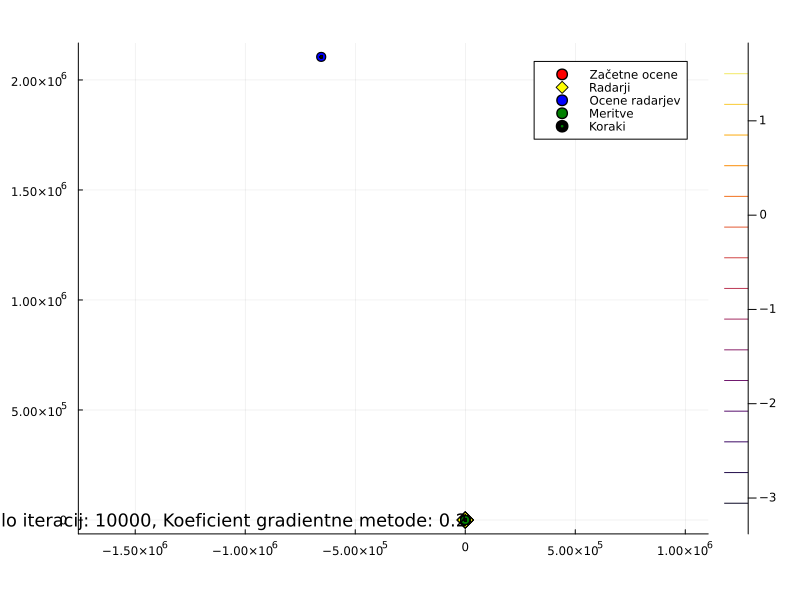 2.00×10⁶
1.50×10⁶
1.00×10⁶
5.00×10⁵
Začetne ocene
Radarji
Ocene radarjev
Meritve
Koraki
1
0
−1
−2
−3
lo iteracij: 10000, Koeficient gradientne metode: 0.2
−1.50×10⁶ −1.00×10⁶ −5.00×10⁵ 0 5.00×10⁵ 1.00×10⁶